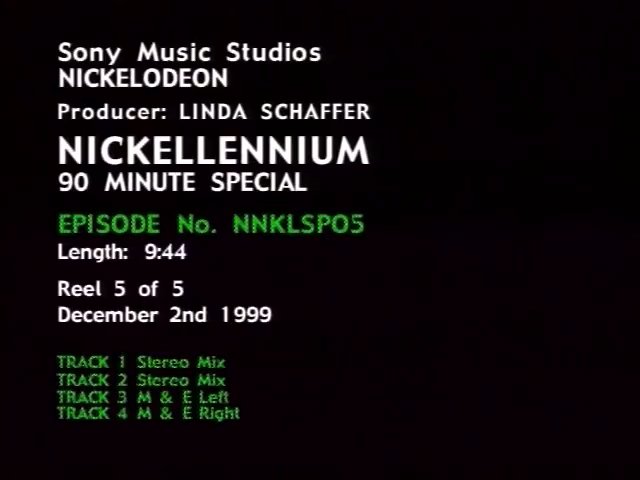 Sony Music Studios
NICKELODEON
Producer: LINDA SCHAFFER
NICKELLENNIUM
90 MINUTE SPECIAL
EPISODE No. NNKLSP05
Length: 9:44
Reel 5 of 5
December 2nd 1999
TRACK 1 Stereo Mix
TRACK 2 Stereo Mix
TRACK 3 M & E Left
TRACK 4 M & E Right